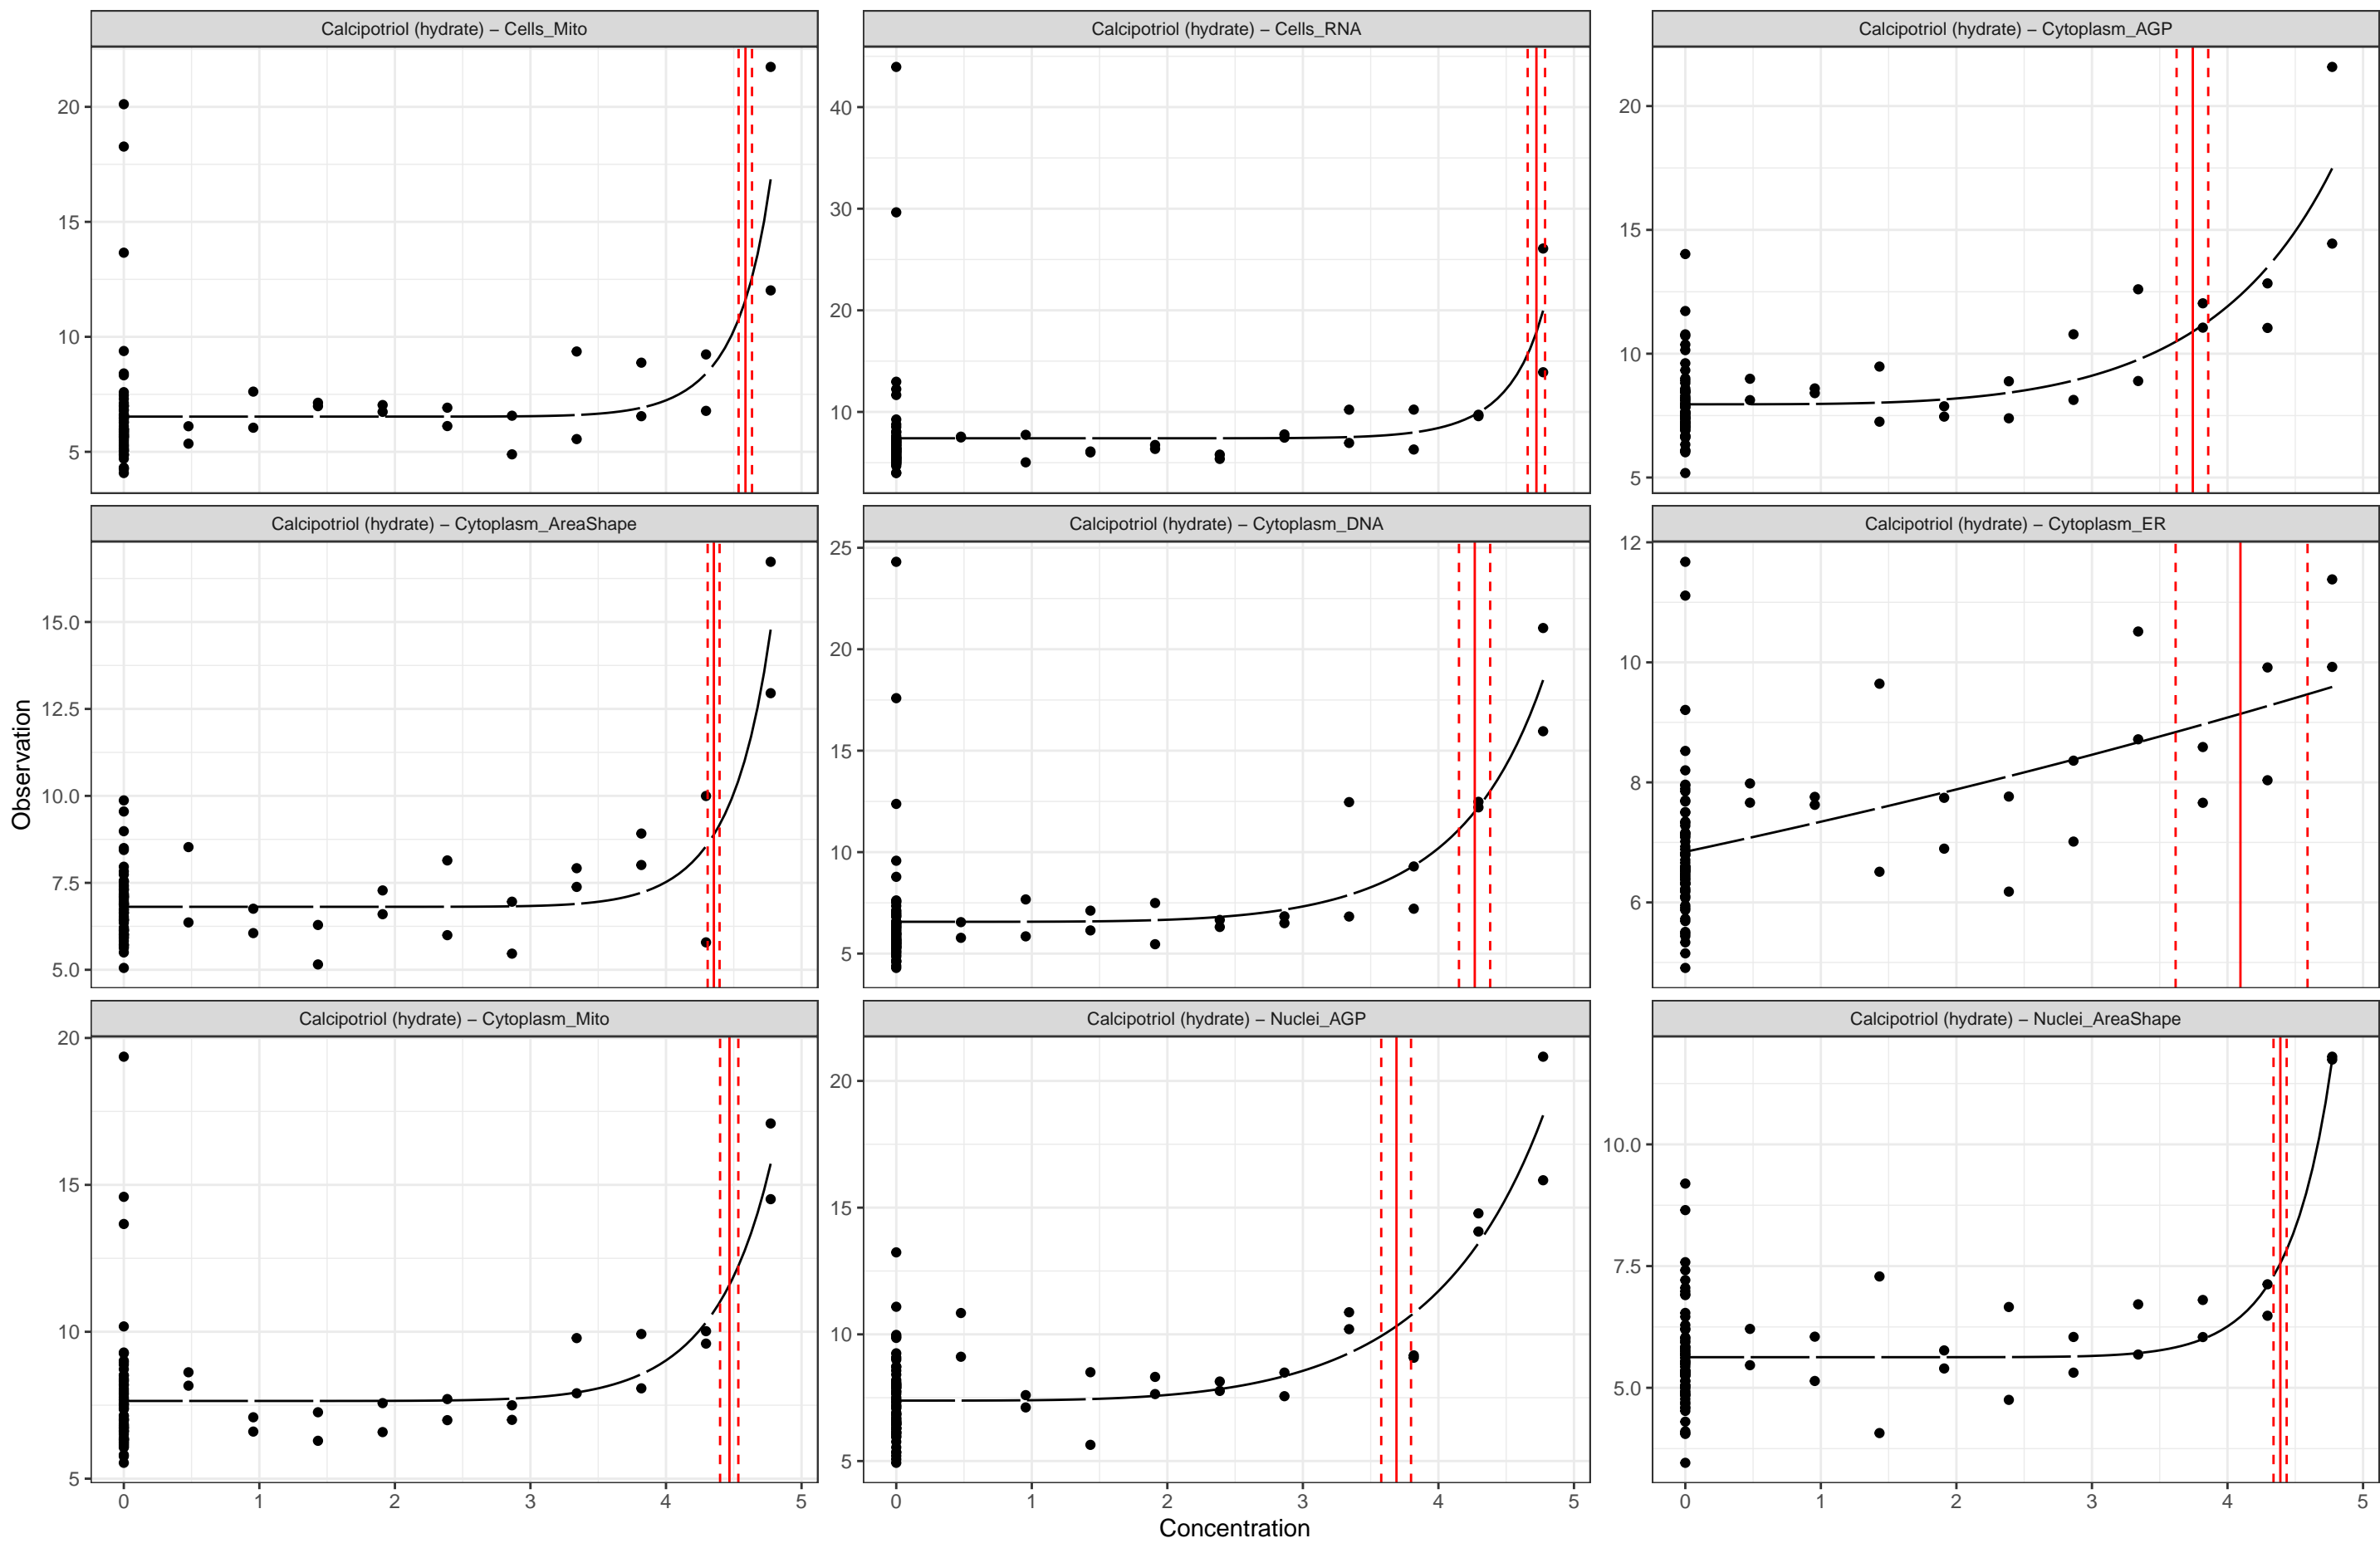 Calcipotriol (hydrate) – Cells_Mito
Calcipotriol (hydrate) – Cells_RNA
Calcipotriol (hydrate) – Cytoplasm_AGP
20
15
10
5
40
30
20
10
20
15
10
5
Calcipotriol (hydrate) – Cytoplasm_AreaShape
Calcipotriol (hydrate) – Cytoplasm_DNA
Calcipotriol (hydrate) – Cytoplasm_ER
15.0
12.5
10.0
7.5
5.0
25
20
15
10
5
12
10
8
6
Observation
Calcipotriol (hydrate) – Cytoplasm_Mito
Calcipotriol (hydrate) – Nuclei_AGP
Calcipotriol (hydrate) – Nuclei_AreaShape
20
15
10
5
20
15
10
5
10.0
7.5
5.0
0 1 2 3 4 5
0 1 2 3 4 5
0 1 2 3 4 5
Concentration